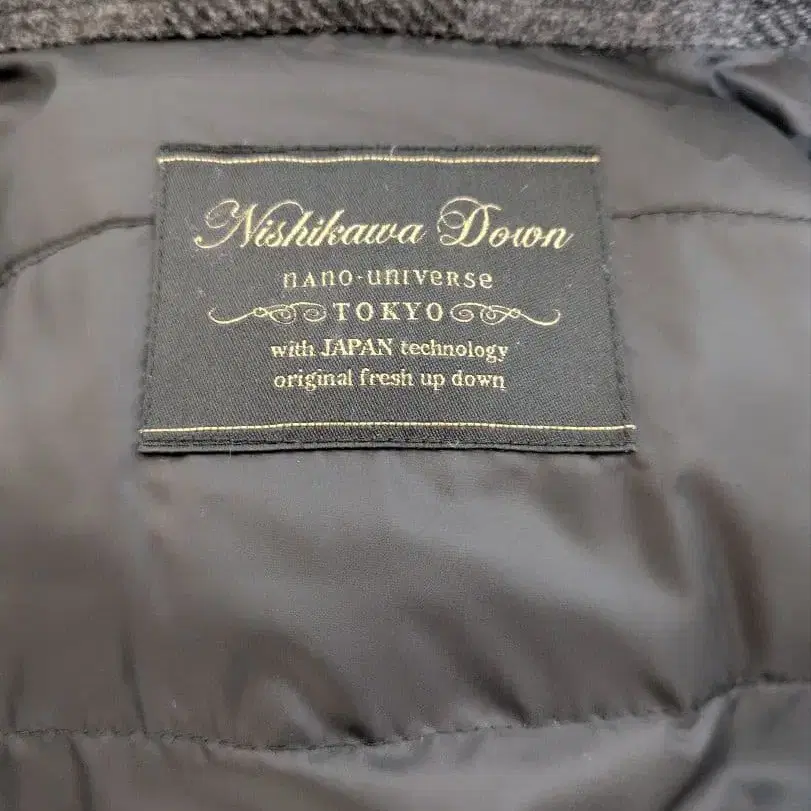 Nishikawa Down
nano·universe
TOKYO
with JAPAN technology
original fresh up down